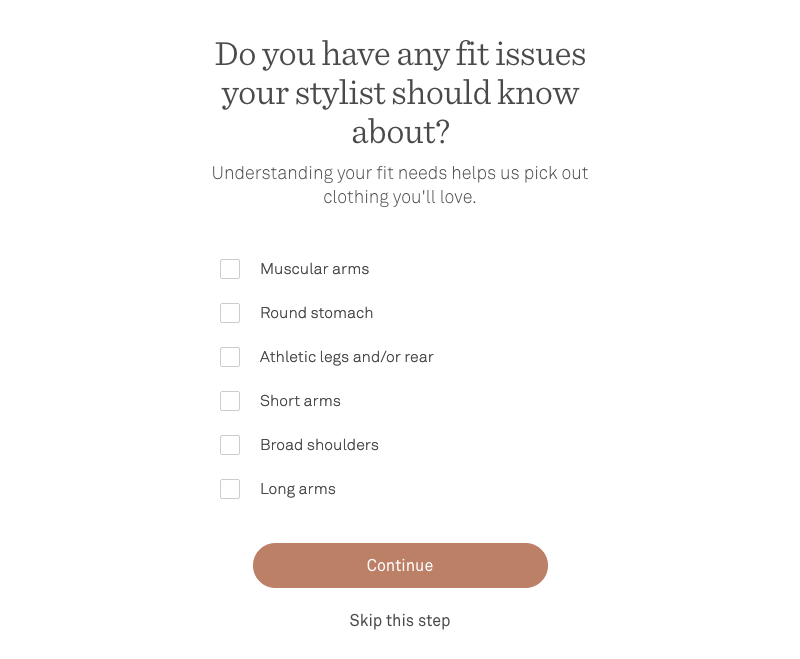 Do you have any fit issues
your stylist should know
about?
Understanding your fit needs helps us pick out
clothing you'll love.
Muscular arms
Round stomach
Athletic legs and/or rear
Short arms
Broad shoulders
Long arms
Continue
Skip this step